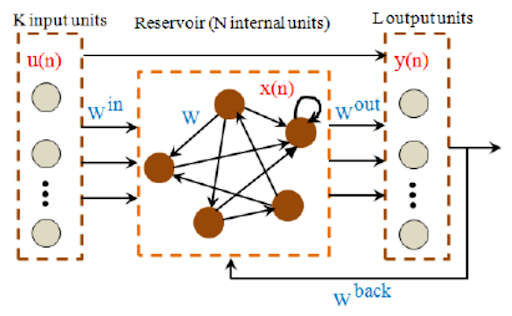 K input units
Reservoir (N internal units)
L output units
u(n)
x(n)
y(n)
W in
W
W out
W back